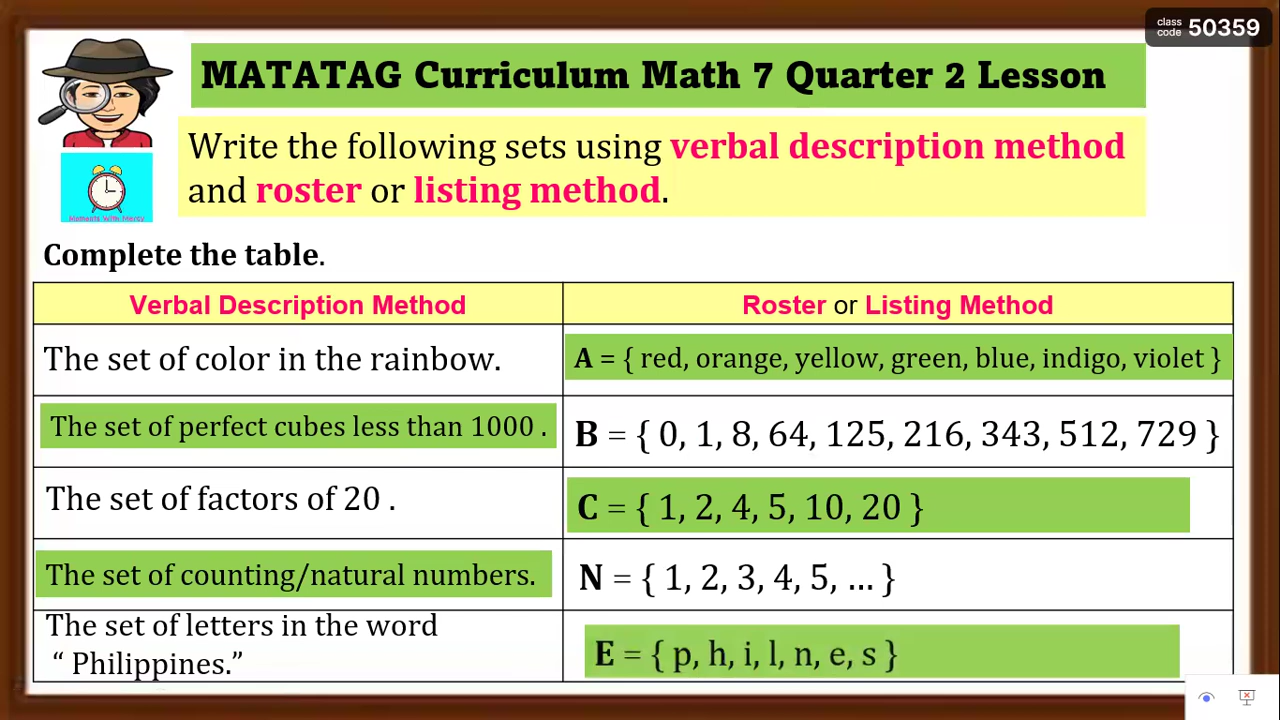 class code 50359
MATATAG Curriculum Math 7 Quarter 2 Lesson
Write the following sets using verbal description method
and roster or listing method.
Moments With Mercy
Complete the table.
Verbal Description Method
Roster or Listing Method
The set of color in the rainbow.
A = { red, orange, yellow, green, blue, indigo, violet }
The set of perfect cubes less than 1000 .
B = { 0, 1, 8, 64, 125, 216, 343, 512, 729 }
The set of factors of 20 .
C = { 1, 2, 4, 5, 10, 20 }
The set of counting/natural numbers.
N = { 1, 2, 3, 4, 5, ... }
The set of letters in the word
“ Philippines.”
E = { p, h, i, l, n, e, s }